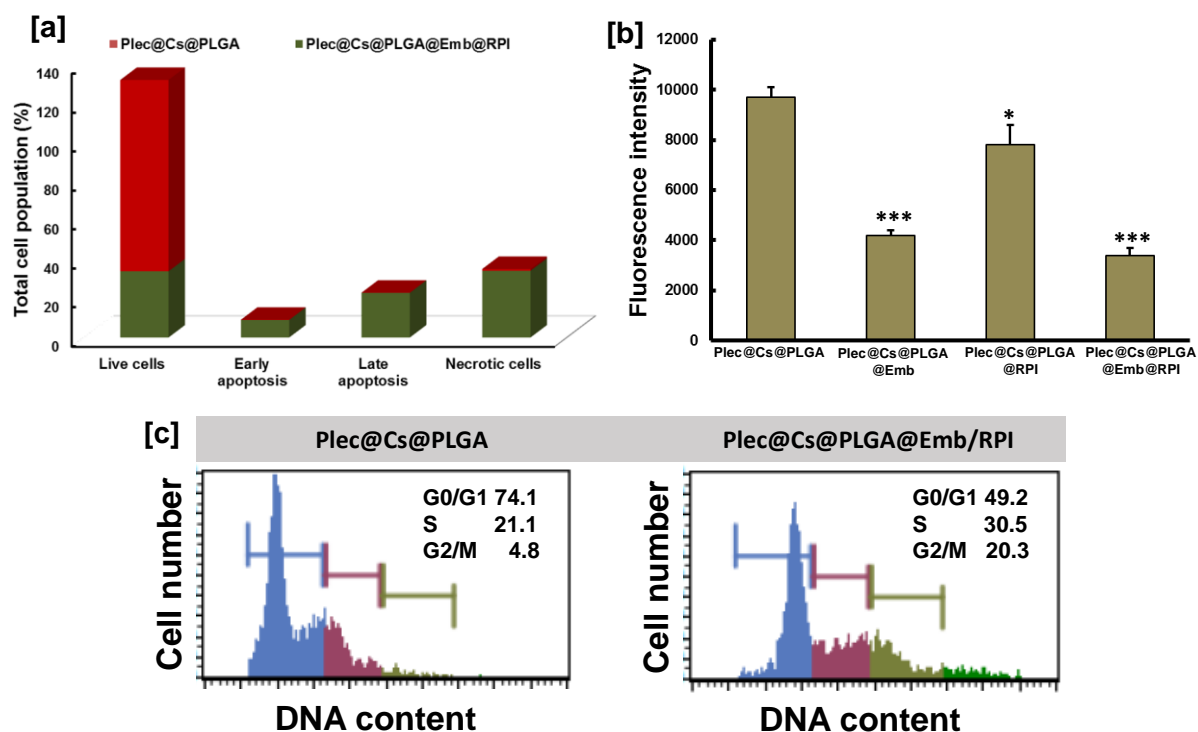 [a]
Plec@Cs@PLGA
Plec@Cs@PLGA@Emb@RPI
Total cell population (%)
140
120
100
80
60
40
20
0
Live cells
Early
apoptosis
Late
apoptosis
Necrotic cells
[b]
Fluorescence intensity
12000
10000
8000
6000
4000
2000
0
***
*
***
Plec@Cs@PLGA
Plec@Cs@PLGA
@Emb
Plec@Cs@PLGA
@RPI
Plec@Cs@PLGA
@Emb@RPI
[c]
Plec@Cs@PLGA
Cell number
G0/G1 74.1
S 21.1
G2/M 4.8
DNA content
Plec@Cs@PLGA@Emb/RPI
Cell number
G0/G1 49.2
S 30.5
G2/M 20.3
DNA content